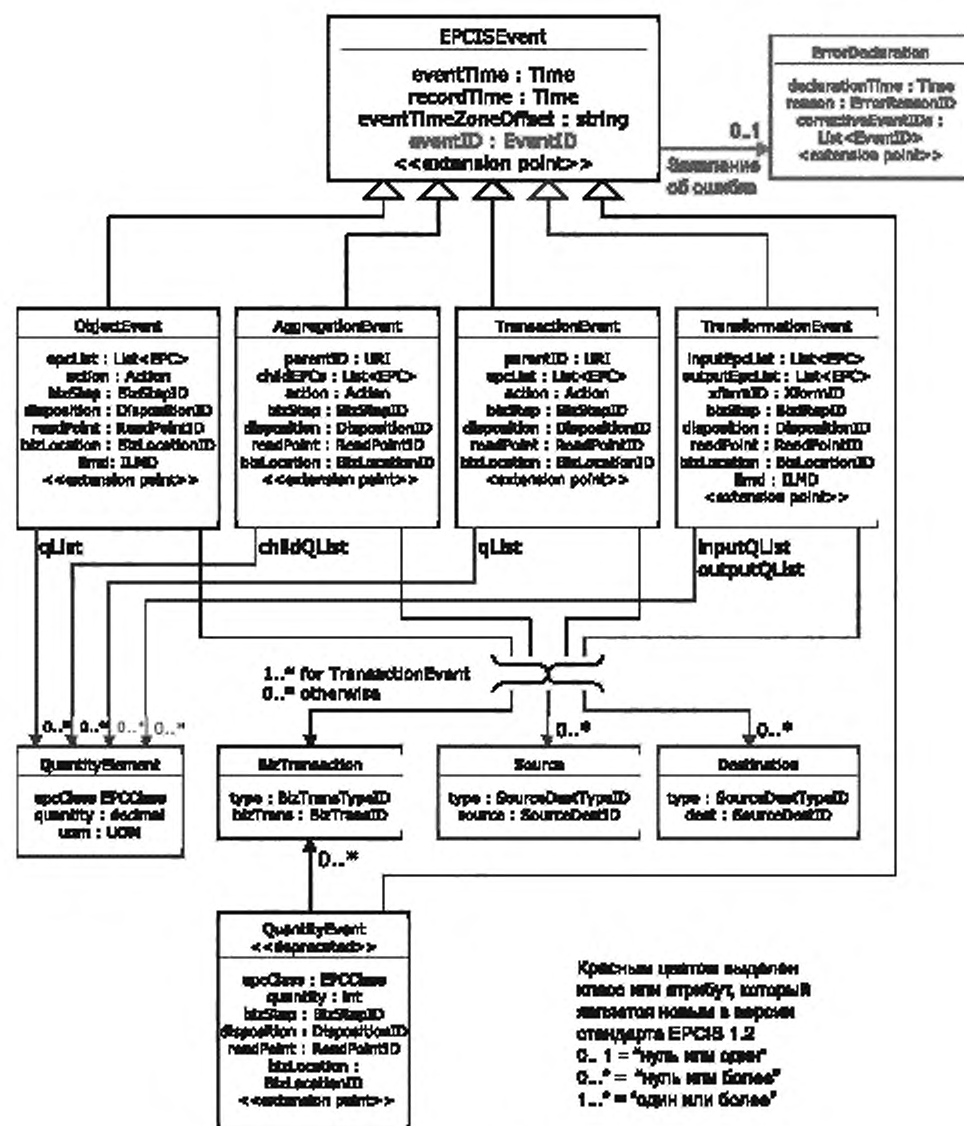 EPCISEvent
eventTime : Time
recordTime : Time
eventTimeZoneOffset : string
eventID : EventID
<<extension point>>
ErrorDeclaration
declarationTime : Time
reason : ErrorReasonID
correctiveEventIDs :
List<EventID>
<extension point>>
0..1
Заявление
об ошибке
ObjectEvent
epcList : List<EPC>
action : Action
bizStep : BizStepID
disposition : DispositionID
readPoint : ReadPointID
bizLocation : BizLocationID
ilmd: ILMD
<<extension point>>
AggregationEvent
parentID : URI
childEPCs : List<EPC>
action : Action
bizStep : BizStepID
disposition : DispositionID
readPoint : ReadPointID
bizLocation : BizLocationID
<<extension point>>
TransactionEvent
parentID : URI
epcList : List<EPC>
action : Action
bizStep : BizStepID
disposition : DispositionID
readPoint : ReadPointID
bizLocation : BizLocationID
<extension point>>
TransformationEvent
inputEpcList : List<EPC>
outputEpcList : List<EPC>
xformID : XformID
bizStep : BizStepID
disposition : DispositionID
readPoint : ReadPointID
bizLocation : BizLocationID
ilmd : ILMD
<extension point>>
qList
childQList
qList
inputQList
outputQList
1..* for TransactionEvent
0..* otherwise
0..* 0..* 0..* 0..*
0..*
0..*
QuantityElement
epcClass EPCClass
quantity : decimal
uom : UOM
BizTransaction
type : BizTransTypeID
bizTrans : BizTransID
Source
type : SourceDestTypeID
source : SourceDestID
Destination
type : SourceDestTypeID
dest : SourceDestID
0..*
QuantityEvent
<<deprecated>>
epcClass : EPCClass
quantity : int
bizStep : BizStepID
disposition : DispositionID
readPoint : ReadPointID
bizLocation :
BizLocationID
<<extension point>>
Красным цветом выделен
класс или атрибут, который
является новым в версии
стандарта EPCIS 1.2
0.. 1 = "нуль или один"
0...* = "нуль или более"
1...* = "один или более"